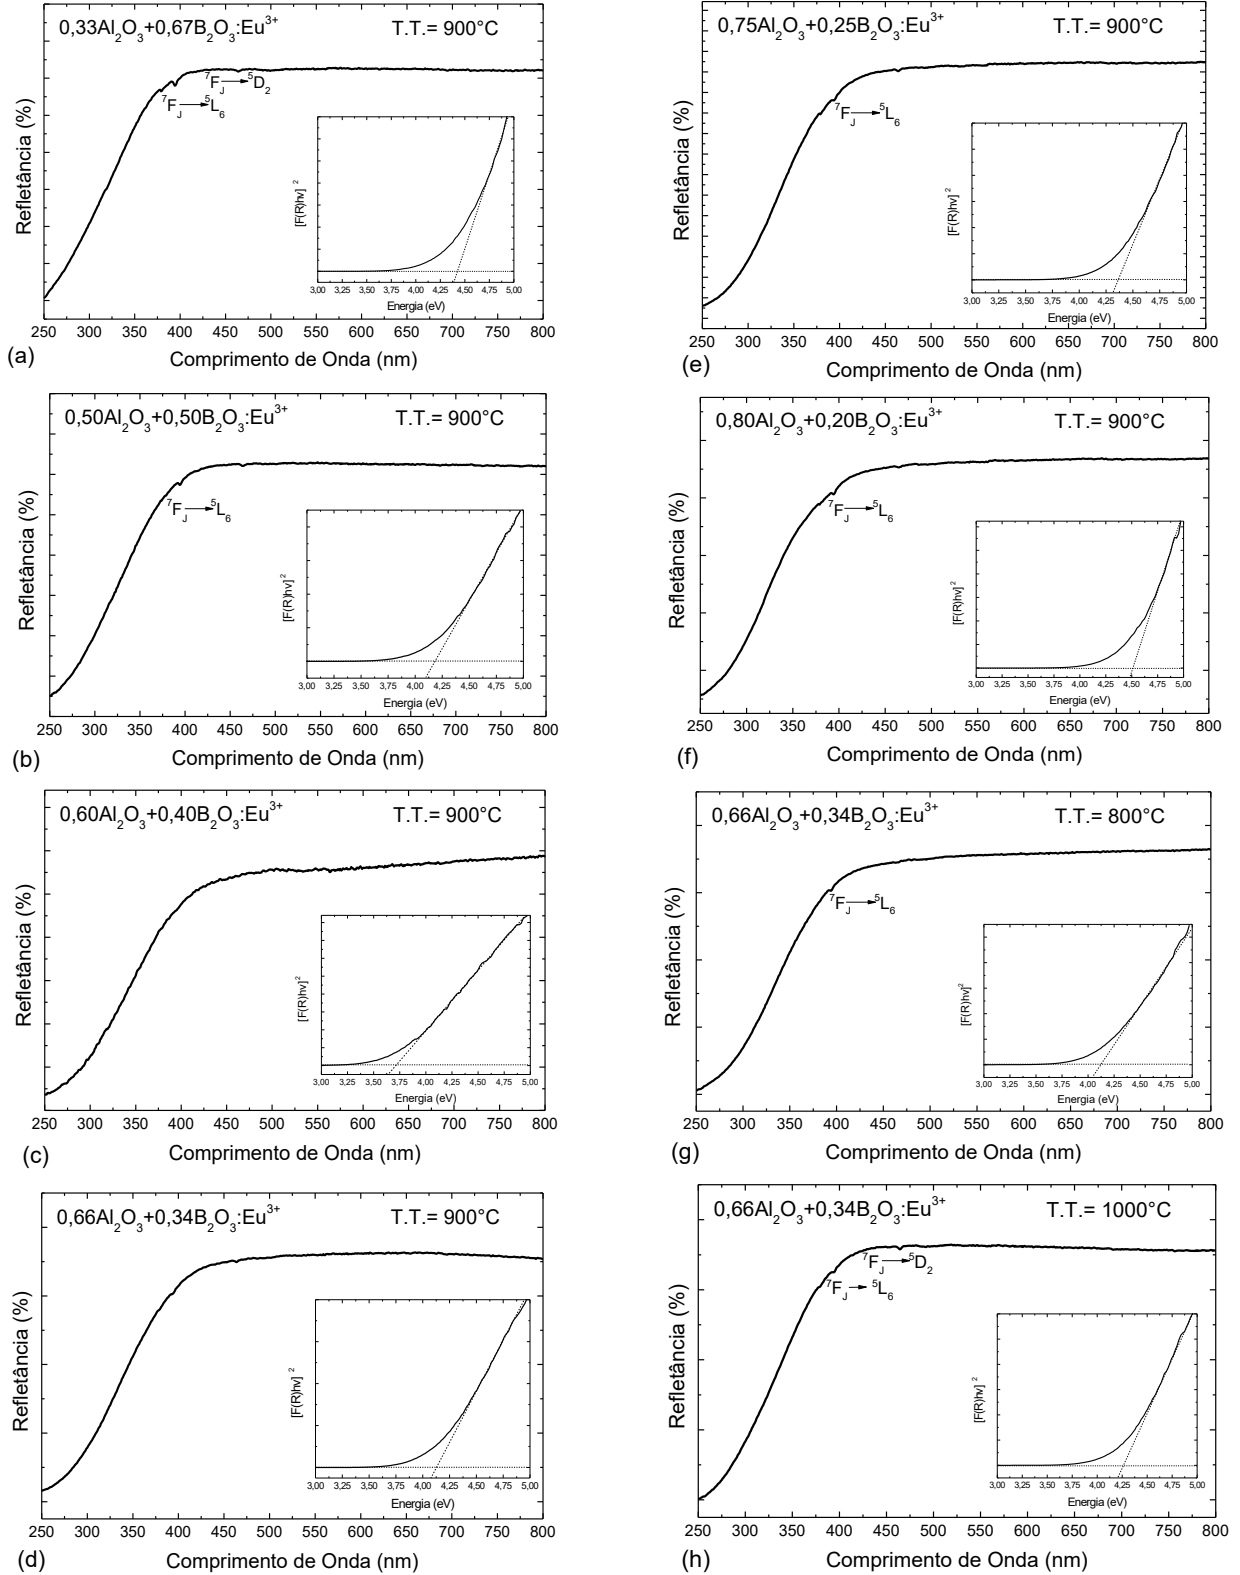 0,33Al2O3+0,67B2O3:Eu3+ T.T.= 900°C
7FJ→5D2
7FJ→5L6
Refletância (%)
[F(R)hv]2
3,00 3,25 3,50 3,75 4,00 4,25 4,50 4,75 5,00
Energia (eV)
250 300 350 400 450 500 550 600 650 700 750 800
(a) Comprimento de Onda (nm)
0,50Al2O3+0,50B2O3:Eu3+ T.T.= 900°C
7FJ→5L6
Refletância (%)
[F(R)hv]2
3,00 3,25 3,50 3,75 4,00 4,25 4,50 4,75 5,00
Energia (eV)
250 300 350 400 450 500 550 600 650 700 750 800
(b) Comprimento de Onda (nm)
0,60Al2O3+0,40B2O3:Eu3+ T.T.= 900°C
Refletância (%)
[F(R)hv]2
3,00 3,25 3,50 3,75 4,00 4,25 4,50 4,75 5,00
Energia (eV)
250 300 350 400 450 500 550 600 650 700 750 800
(c) Comprimento de Onda (nm)
0,66Al2O3+0,34B2O3:Eu3+ T.T.= 900°C
Refletância (%)
[F(R)hv]2
3,00 3,25 3,50 3,75 4,00 4,25 4,50 4,75 5,00
Energia (eV)
250 300 350 400 450 500 550 600 650 700 750 800
(d) Comprimento de Onda (nm)
0,75Al2O3+0,25B2O3:Eu3+ T.T.= 900°C
7FJ→5L6
Refletância (%)
[F(R)hv]2
3,00 3,25 3,50 3,75 4,00 4,25 4,50 4,75 5,00
Energia (eV)
250 300 350 400 450 500 550 600 650 700 750 800
(e) Comprimento de Onda (nm)
0,80Al2O3+0,20B2O3:Eu3+ T.T.= 900°C
7FJ→5L6
Refletância (%)
[F(R)hv]2
3,00 3,25 3,50 3,75 4,00 4,25 4,50 4,75 5,00
Energia (eV)
250 300 350 400 450 500 550 600 650 700 750 800
(f) Comprimento de Onda (nm)
0,66Al2O3+0,34B2O3:Eu3+ T.T.= 800°C
7FJ→5L6
Refletância (%)
[F(R)hv]2
3,00 3,25 3,50 3,75 4,00 4,25 4,50 4,75 5,00
Energia (eV)
250 300 350 400 450 500 550 600 650 700 750 800
(g) Comprimento de Onda (nm)
0,66Al2O3+0,34B2O3:Eu3+ T.T.= 1000°C
7FJ→5D2
7FJ→5L6
Refletância (%)
[F(R)hv]2
3,00 3,25 3,50 3,75 4,00 4,25 4,50 4,75 5,00
Energia (eV)
250 300 350 400 450 500 550 600 650 700 750 800
(h) Comprimento de Onda (nm)